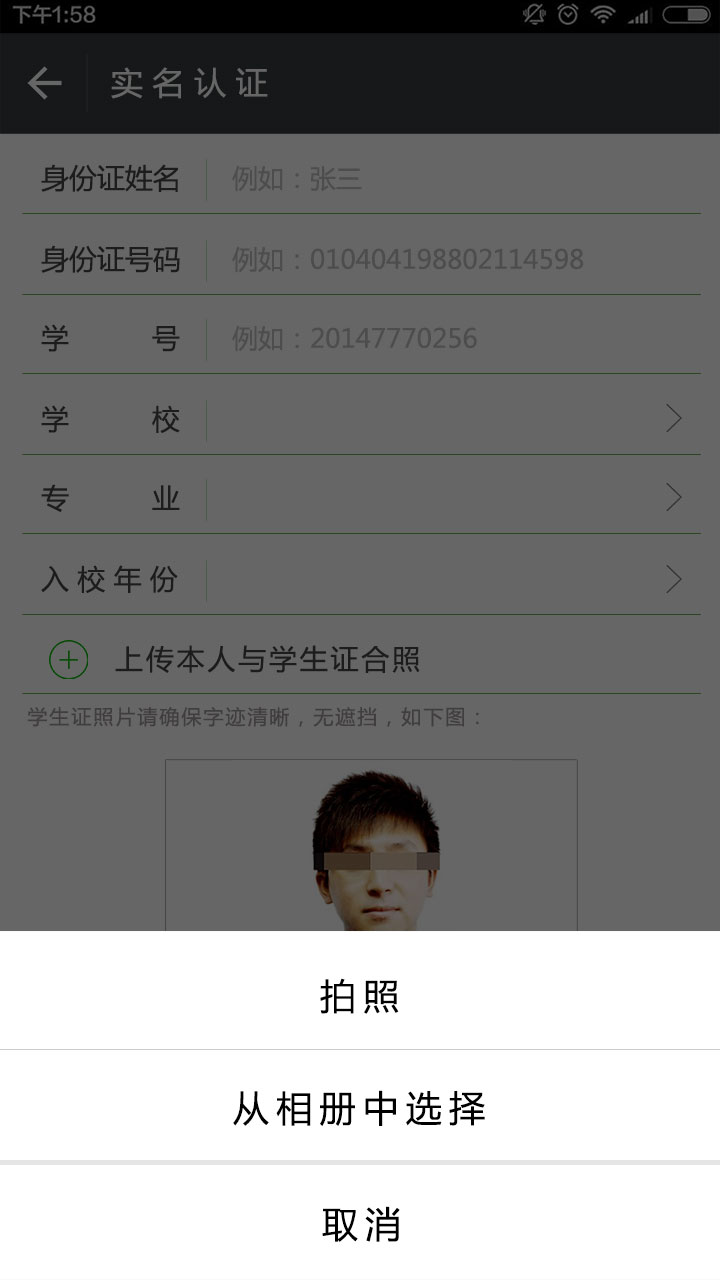 下午1:58
实名认证
身份证姓名 例如：张三
身份证号码 例如：010404198802114598
学 号 例如：20147770256
学 校
专 业
入校年份
上传本人与学生证合照
学生证照片请确保字迹清晰，无遮挡，如下图：
拍照
从相册中选择
取消